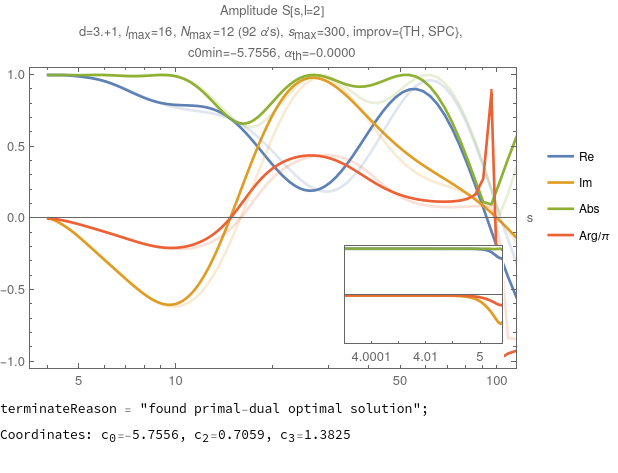 Amplitude S[s,l=2]
d=3.+1, lmax=16, Nmax=12 (92 α's), smax=300, improv={TH, SPC},
c0min=-5.7556, αth=-0.0000
1.0
0.5
0.0
-0.5
-1.0
s
Re
Im
Abs
Arg/π
4.0001 4.01 5
5 10 50 100
terminateReason = "found primal-dual optimal solution";
Coordinates: c0=-5.7556, c2=0.7059, c3=1.3825